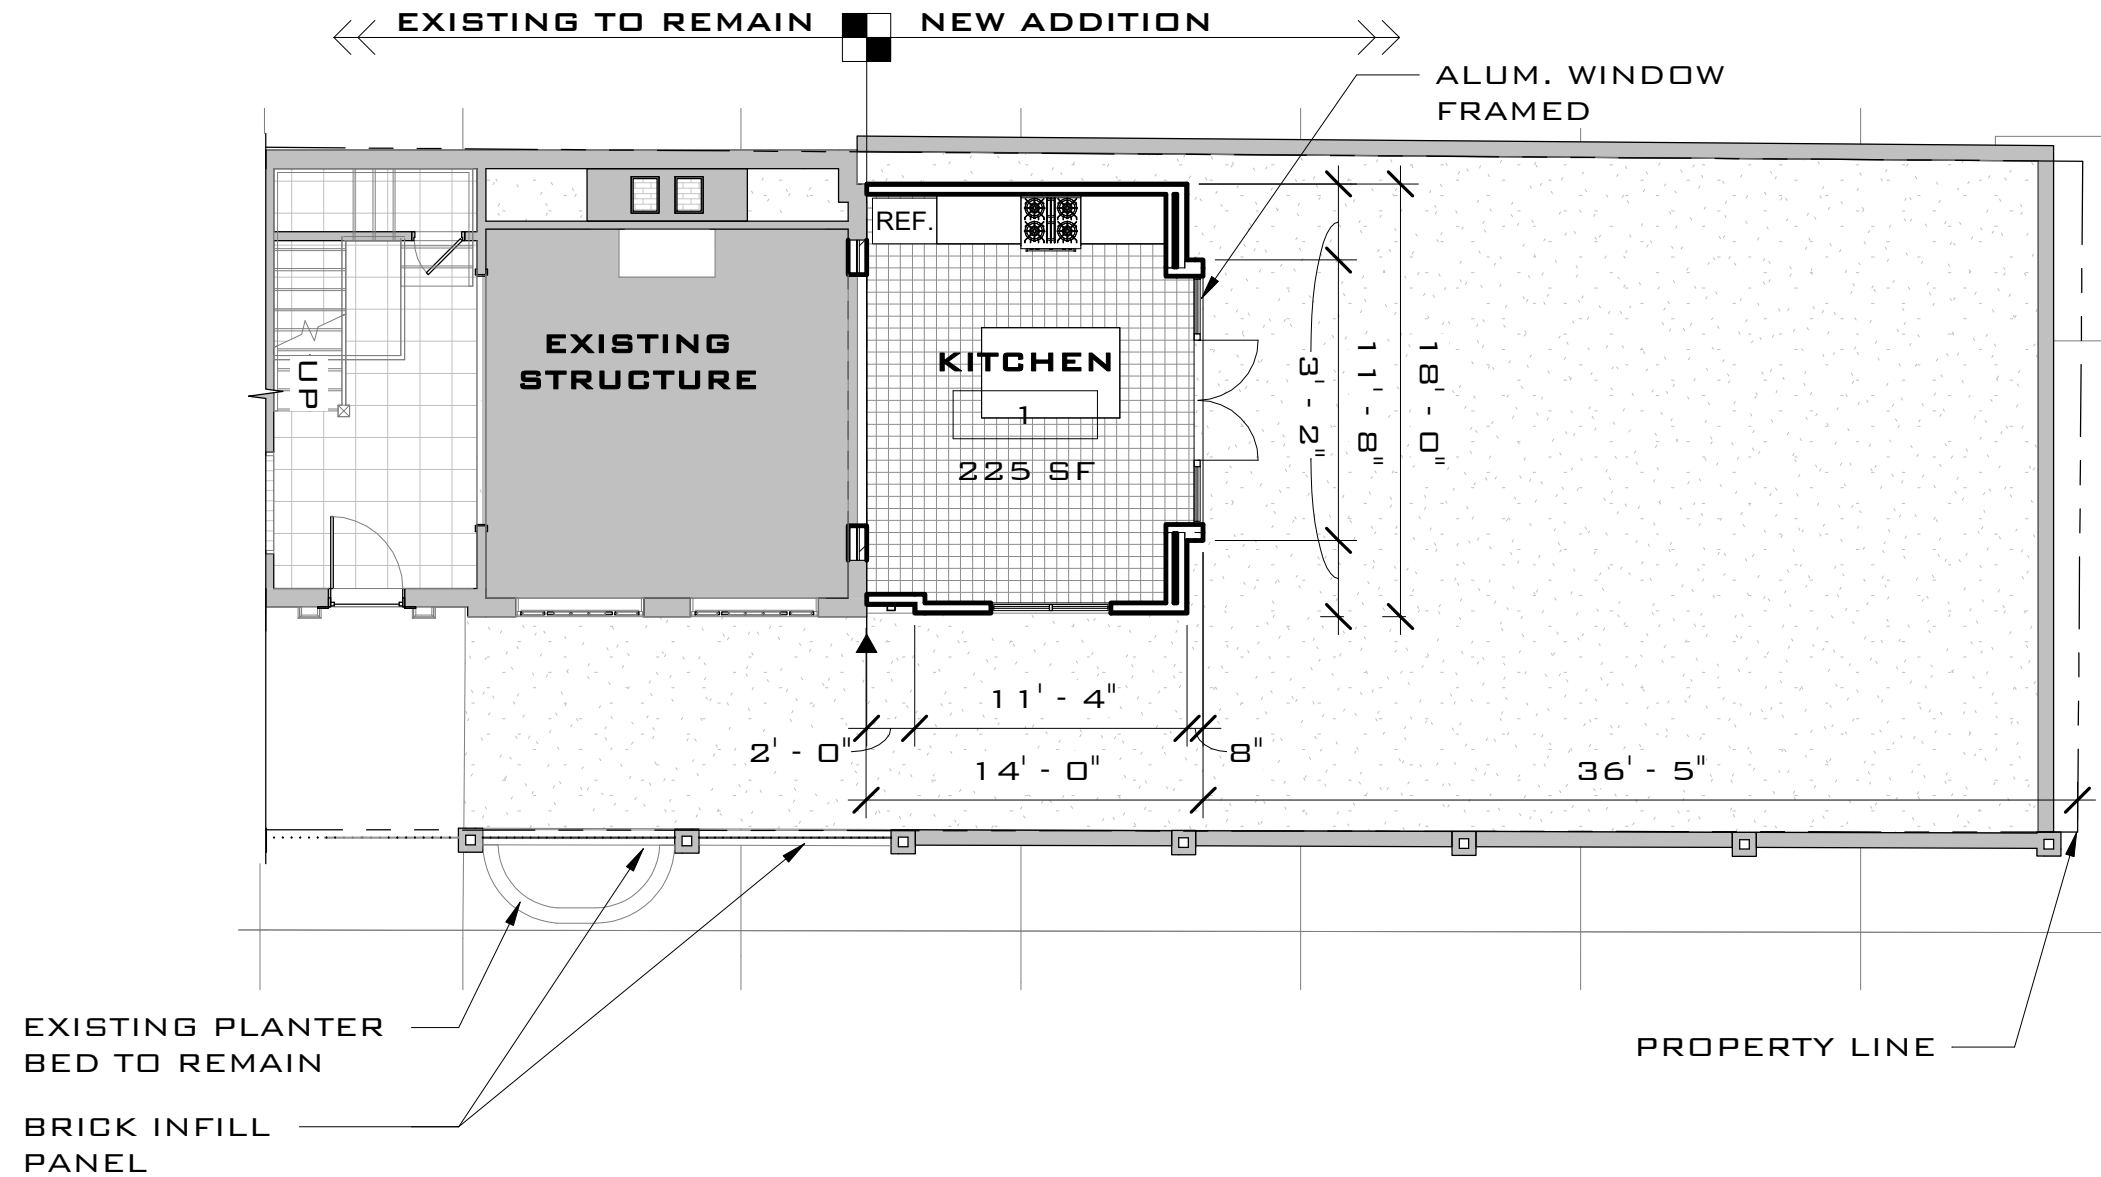 EXISTING TO REMAIN
NEW ADDITION
ALUM. WINDOW
FRAMED
REF.
EXISTING
STRUCTURE
KITCHEN
1
225 SF
UP
3' - 2"
11' - 8"
18' - 0"
11' - 4"
2' - 0"
8"
14' - 0"
36' - 5"
EXISTING PLANTER
BED TO REMAIN
PROPERTY LINE
BRICK INFILL
PANEL